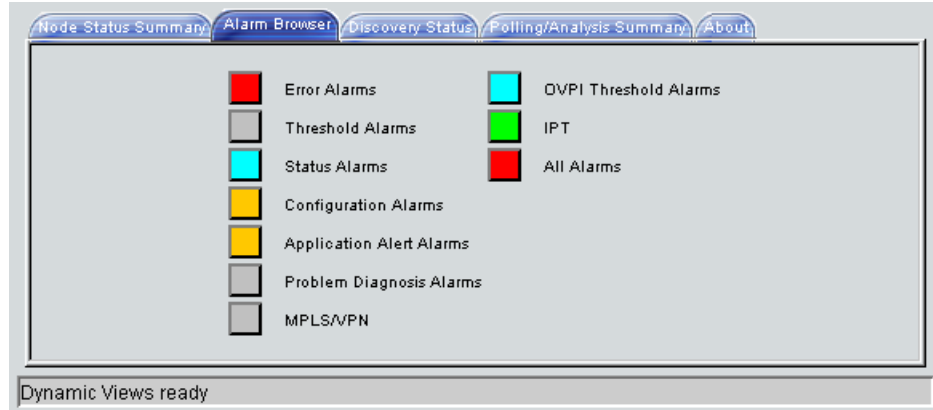 Node Status Summary Alarm Browser Discovery Status Polling/Analysis Summary About
Error Alarms
Threshold Alarms
Status Alarms
Configuration Alarms
Application Alert Alarms
Problem Diagnosis Alarms
MPLS/VPN
OVPI Threshold Alarms
IPT
All Alarms
Dynamic Views ready